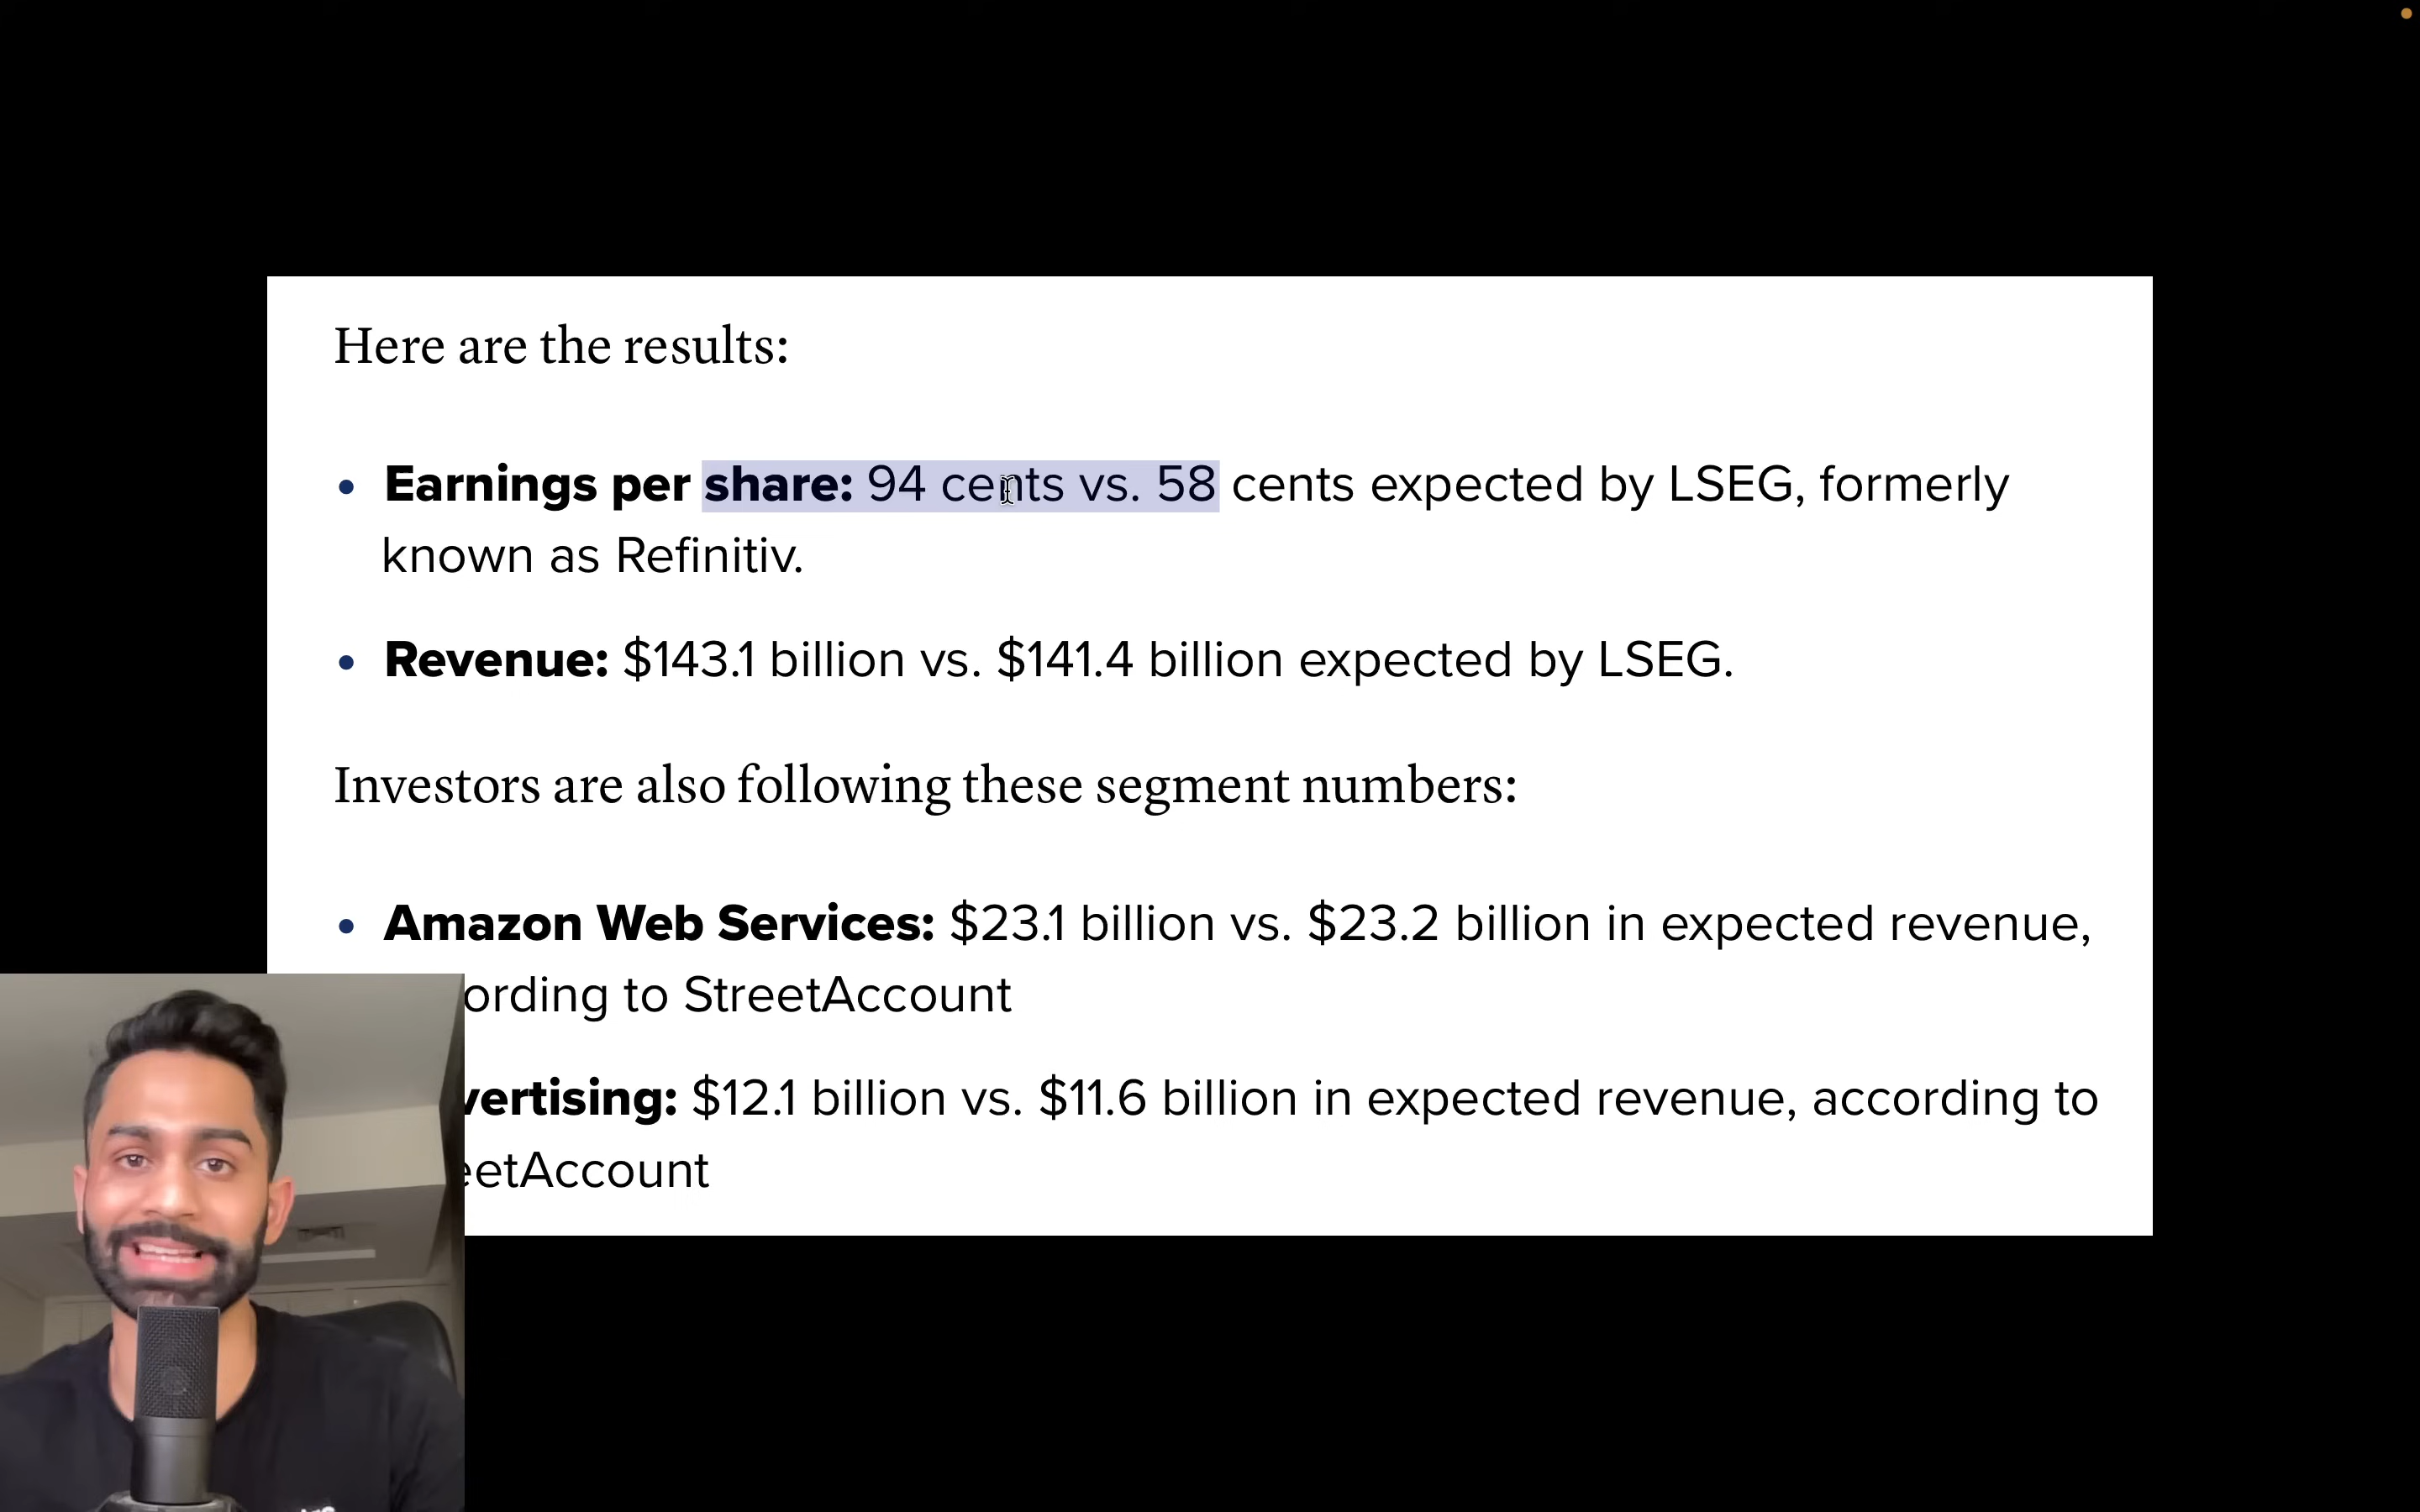 Here are the results:
• Earnings per share: 94 cents vs. 58 cents expected by LSEG, formerly
known as Refinitiv.
• Revenue: $143.1 billion vs. $141.4 billion expected by LSEG.
Investors are also following these segment numbers:
• Amazon Web Services: $23.1 billion vs. $23.2 billion in expected revenue,
ording to StreetAccount
vertising: $12.1 billion vs. $11.6 billion in expected revenue, according to
eetAccount